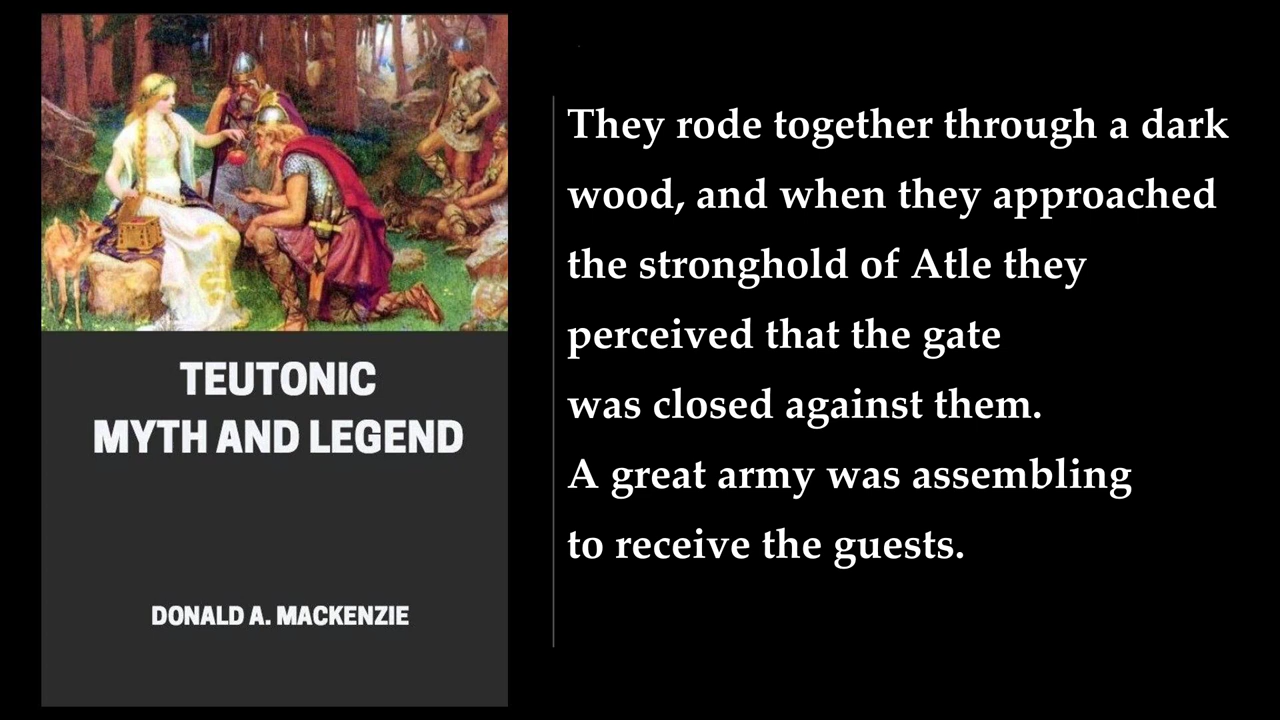 TEUTONIC
MYTH AND LEGEND
DONALD A. MACKENZIE
They rode together through a dark
wood, and when they approached
the stronghold of Atle they
perceived that the gate
was closed against them.
A great army was assembling
to receive the guests.